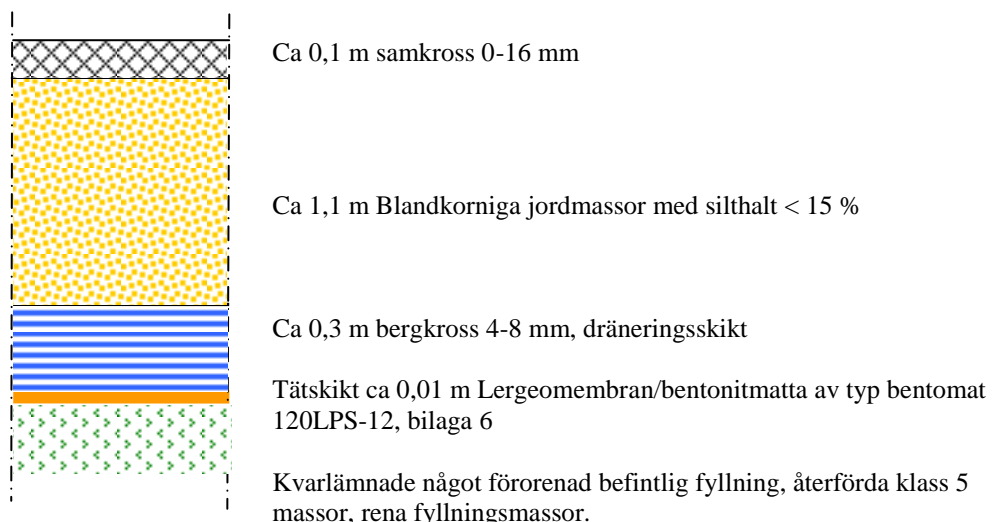 Ca 0,1 m samkross 0-16 mm
Ca 1,1 m Blandkorniga jordmassor med silthalt < 15 %
Ca 0,3 m bergkross 4-8 mm, dräneringsskikt
Tätskikt ca 0,01 m Lergeomembran/bentonitmatta av typ bentomat
120LPS-12, bilaga 6
Kvarlämnade något förorenad befintlig fyllning, återförda klass 5
massor, rena fyllningsmassor.